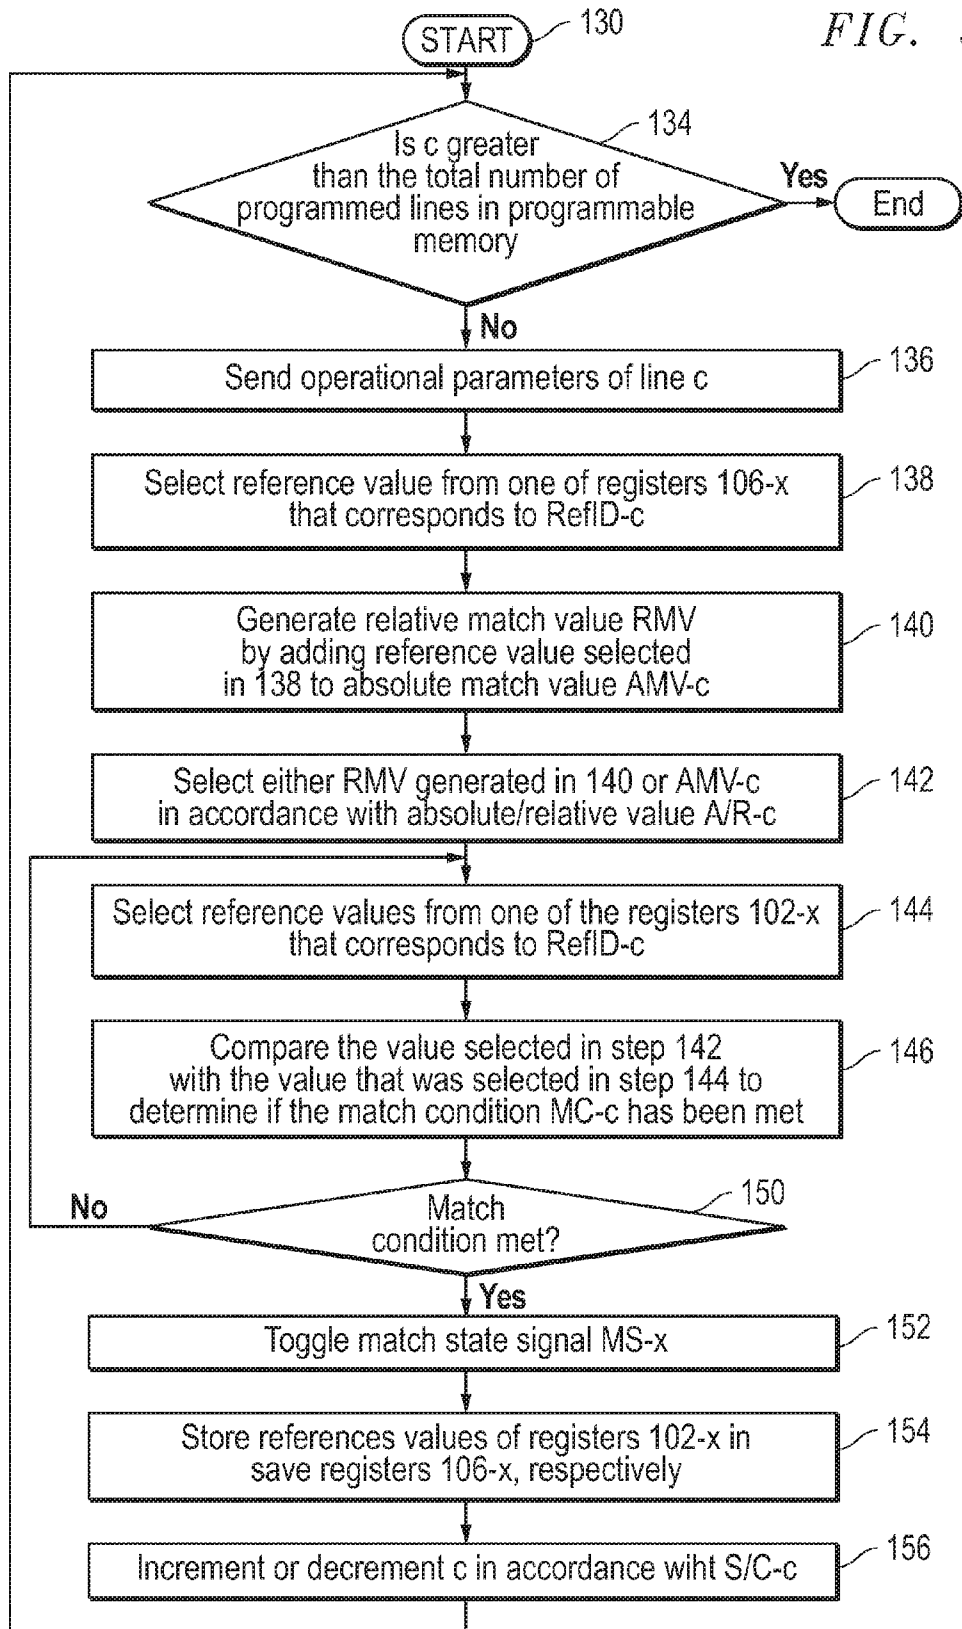 START
130
FIG.
Is c greater
than the total number of
programmed lines in programmable
memory
134
Yes
End
No
Send operational parameters of line c
136
Select reference value from one of registers 106-x
that corresponds to RefID-c
138
Generate relative match value RMV
by adding reference value selected
in 138 to absolute match value AMV-c
140
Select either RMV generated in 140 or AMV-c
in accordance with absolute/relative value A/R-c
142
Select reference values from one of the registers 102-x
that corresponds to RefID-c
144
Compare the value selected in step 142
with the value that was selected in step 144 to
determine if the match condition MC-c has been met
146
No
Match
condition met?
150
Yes
Toggle match state signal MS-x
152
Store references values of registers 102-x in
save registers 106-x, respectively
154
Increment or decrement c in accordance wiht S/C-c
156